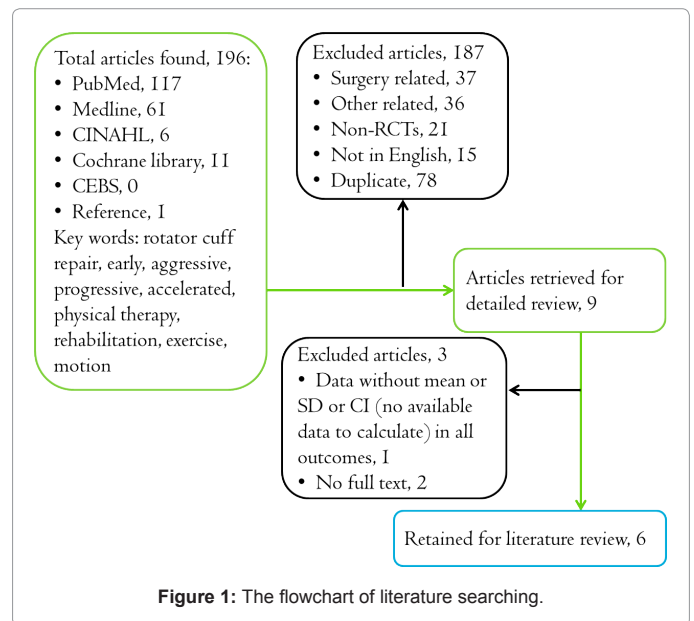 Total articles found, 196:
• PubMed, 117
• Medline, 61
• CINAHL, 6
• Cochrane library, 11
• CEBS, 0
• Reference, 1
Key words: rotator cuff
repair, early, aggressive,
progressive, accelerated,
physical therapy,
rehabilitation, exercise,
motion
Excluded articles, 187
• Surgery related, 37
• Other related, 36
• Non-RCTs, 21
• Not in English, 15
• Duplicate, 78
Articles retrieved for
detailed review, 9
Excluded articles, 3
• Data without mean or
SD or CI (no available
data to calculate) in all
outcomes, 1
• No full text, 2
Retained for literature review, 6
Figure 1: The flowchart of literature searching.